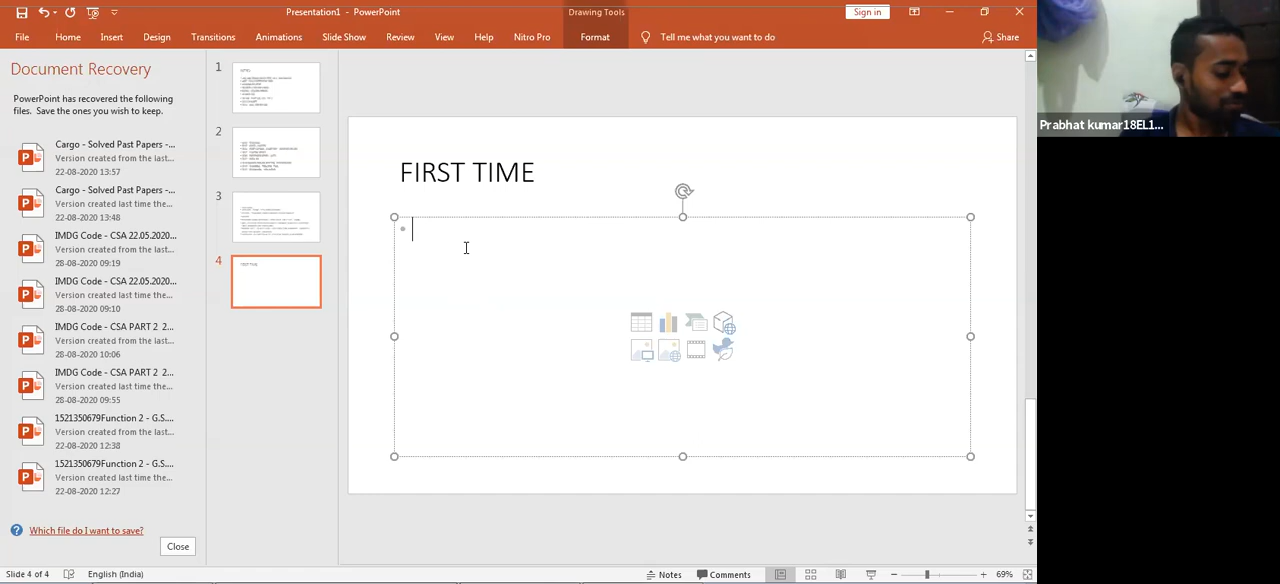 Presentation1 - PowerPoint
Drawing Tools
Sign in
File
Home
Insert
Design
Transitions
Animations
Slide Show
Review
View
Help
Nitro Pro
Format
Tell me what you want to do
Share
Document Recovery
PowerPoint has recovered the following
files. Save the ones you wish to keep.
Cargo - Solved Past Papers -...
Version created from the last...
22-08-2020 13:57
Cargo - Solved Past Papers -...
Version created from the last...
22-08-2020 13:48
IMDG Code - CSA 22.05.2020...
Version created last time the...
28-08-2020 09:19
IMDG Code - CSA 22.05.2020...
Version created last time the...
28-08-2020 09:10
IMDG Code - CSA PART 2 2...
Version created last time the...
28-08-2020 10:06
IMDG Code - CSA PART 2 2...
Version created last time the...
28-08-2020 09:55
1521350679Function 2 - G.S....
Version created from the last...
22-08-2020 12:38
1521350679Function 2 - G.S....
Version created from the last...
22-08-2020 12:27
Which file do I want to save?
Close
1
2
3
4
FIRST TIME
Prabhat kumar18EL1...
Slide 4 of 4
English (India)
Notes
Comments
69%